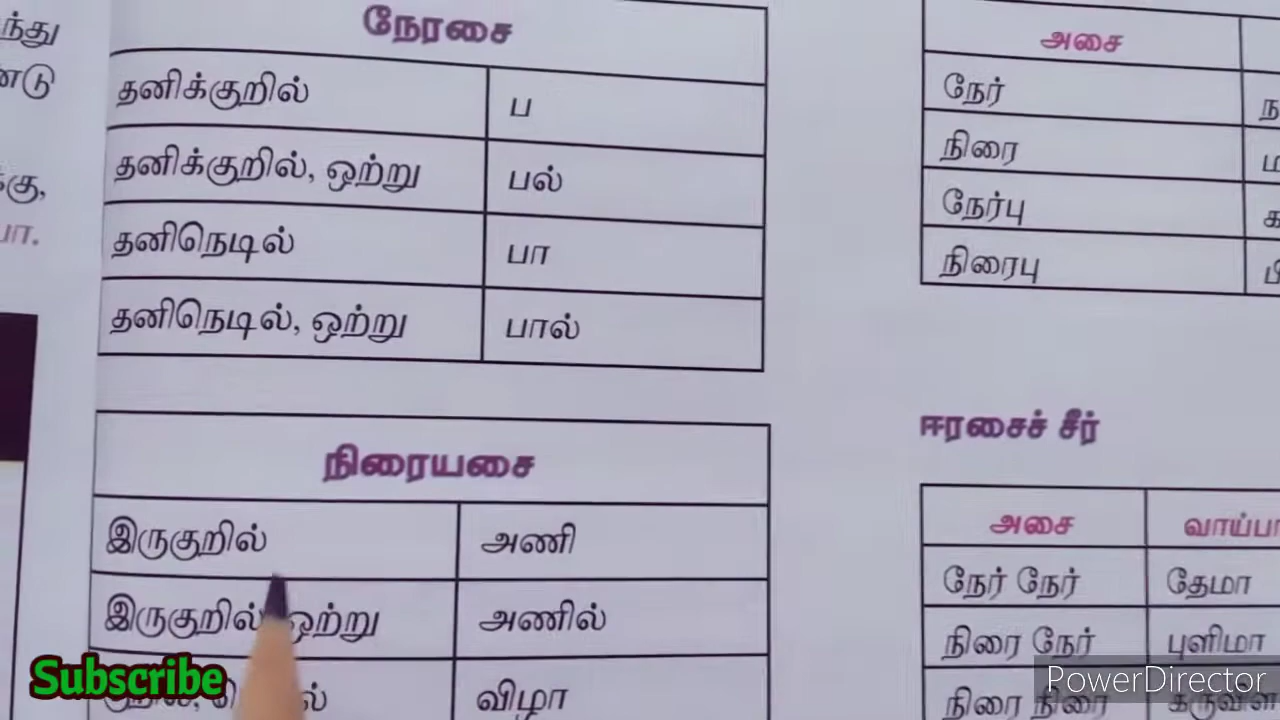 ந்து
ண்டு
க்கு,
பா.
நேரசை
தனிக்குறில் ப
தனிக்குறில், ஒற்று பல்
தனிநெடில் பா
தனிநெடில், ஒற்று பால்
நிரையசை
இருகுறில் அணி
இருகுறில் ஒற்று அணில்
விழா
அசை
நேர்
நிரை
நேர்பு
நிரைபு
ஈரசைச் சீர்
அசை வாய்பா
நேர் நேர் தேமா
நிரை நேர் புளிமா
நிரை நிரை
Subscribe
PowerDirector